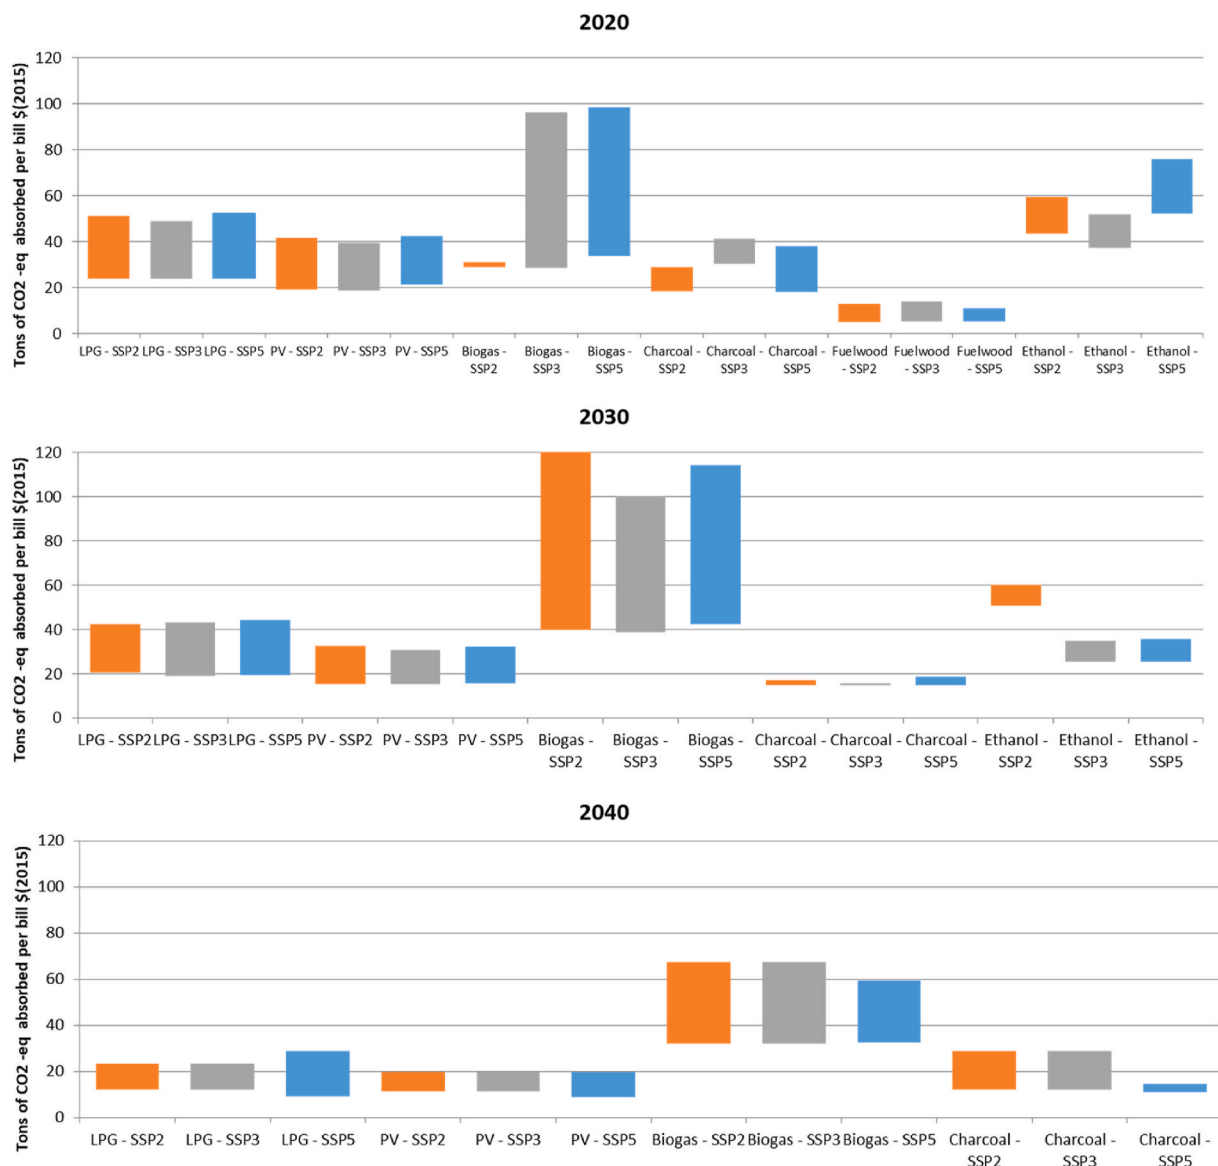 2020
Tons of CO2 -eq absorbed per bill $(2015)
120
100
80
60
40
20
0
LPG - SSP2 LPG - SSP3 LPG - SSP5 PV - SSP2 PV - SSP3 PV - SSP5 Biogas - Biogas - Biogas - Charcoal - Charcoal - Charcoal - Fuelwood Fuelwood Fuelwood Ethanol - Ethanol - Ethanol -
SSP2 SSP3 SSP5 SSP2 SSP3 SSP5 - SSP2 - SSP3 - SSP5 SSP2 SSP3 SSP5
2030
Tons of CO2 -eq absorbed per bill $(2015)
120
100
80
60
40
20
0
LPG - SSP2 LPG - SSP3 LPG - SSP5 PV - SSP2 PV - SSP3 PV - SSP5 Biogas - Biogas - Biogas - Charcoal - Charcoal - Charcoal - Ethanol - Ethanol - Ethanol -
SSP2 SSP3 SSP5 SSP2 SSP3 SSP5 SSP2 SSP3 SSP5
2040
Tons of CO2 -eq absorbed per bill $(2015)
120
100
80
60
40
20
0
LPG - SSP2 LPG - SSP3 LPG - SSP5 PV - SSP2 PV - SSP3 PV - SSP5 Biogas - SSP2 Biogas - SSP3 Biogas - SSP5 Charcoal - Charcoal - Charcoal -
SSP2 SSP3 SSP5